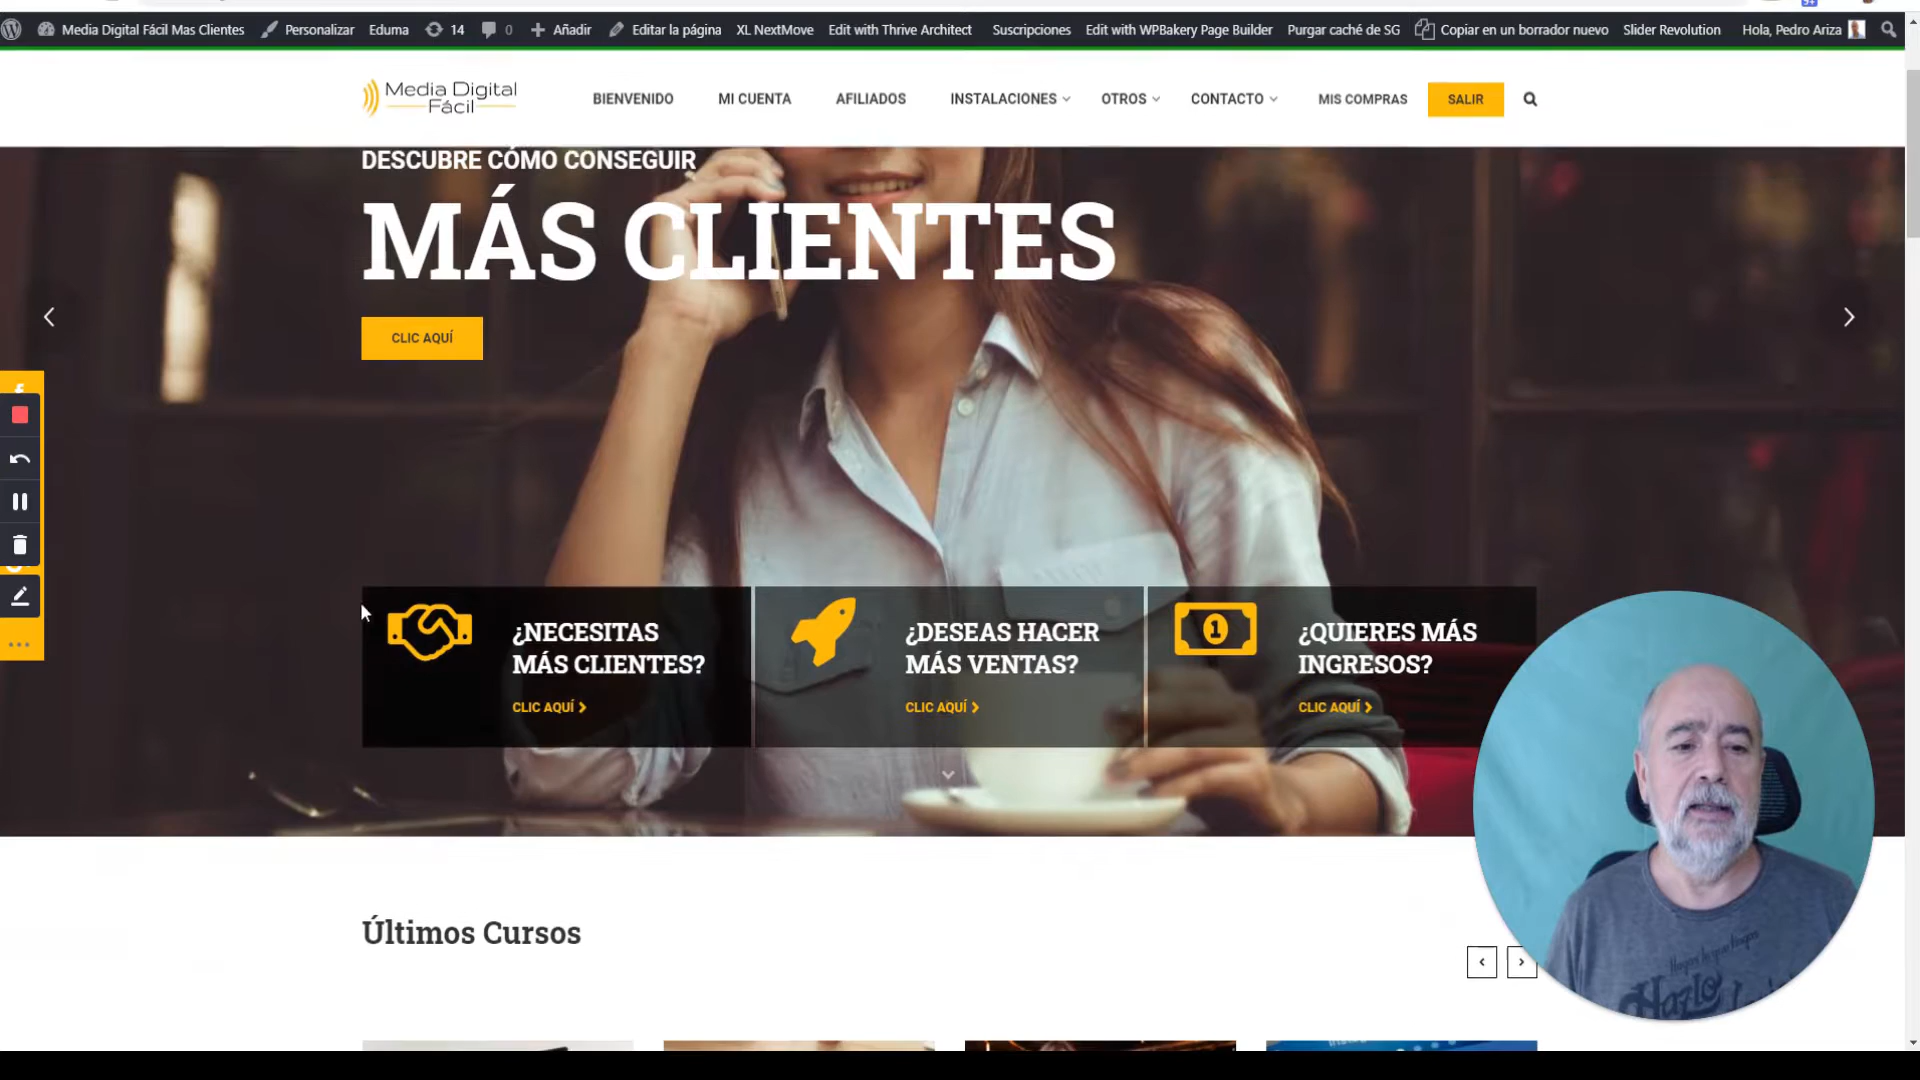 Media Digital Fácil Mas Clientes
Personalizar
Eduma
14
0
Añadir
Editar la página
XL NextMove
Edit with Thrive Architect
Suscripciones
Edit with WPBakery Page Builder
Purgar caché de SG
Copiar en un borrador nuevo
Slider Revolution
Hola, Pedro Ariza
Media Digital
Fácil
BIENVENIDO
MI CUENTA
AFILIADOS
INSTALACIONES
OTROS
CONTACTO
MIS COMPRAS
SALIR
DESCUBRE CÓMO CONSEGUIR
MÁS CLIENTES
CLIC AQUÍ
¿NECESITAS
MÁS CLIENTES?
CLIC AQUÍ
¿DESEAS HACER
MÁS VENTAS?
CLIC AQUÍ
1
¿QUIERES MÁS
INGRESOS?
CLIC AQUÍ
Últimos Cursos
Hazlo